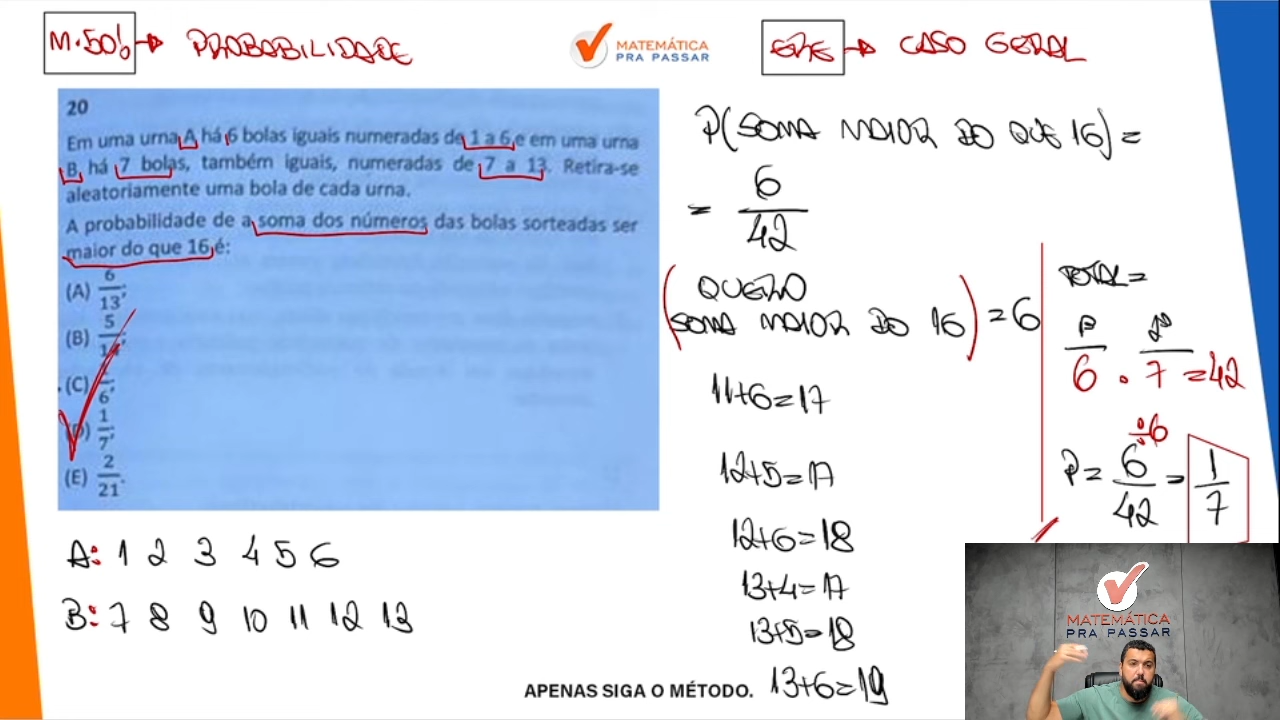 M.50% → PROBABILIDADE
MATEMÁTICA
PRA PASSAR
→ CASO GERAL
20
Em uma urna A há 6 bolas iguais numeradas de 1 a 6 e em uma urna
B, há 7 bolas, também iguais, numeradas de 7 a 13. Retira-se
aleatoriamente uma bola de cada urna.
A probabilidade de a soma dos números das bolas sorteadas ser
maior do que 16 é:
(A) 6/13;
(B) 5/
(C) /6;
(D) 1/7;
(E) 2/21.
A: 1 2 3 4 5 6
B: 7 8 9 10 11 12 13
P(SOMA MAIOR DO QUE 16) =
= 6/42
(QUERO
SOMA MAIOR DO 16) = 6
11+6=17
12+5=17
12+6=18
13+4=17
13+5=18
13+6=19
TOTAL =
1ª 2ª
6 . 7 = 42
÷6
P = 6/42 = 1/7
MATEMÁTICA
PRA PASSAR
APENAS SIGA O MÉTODO.